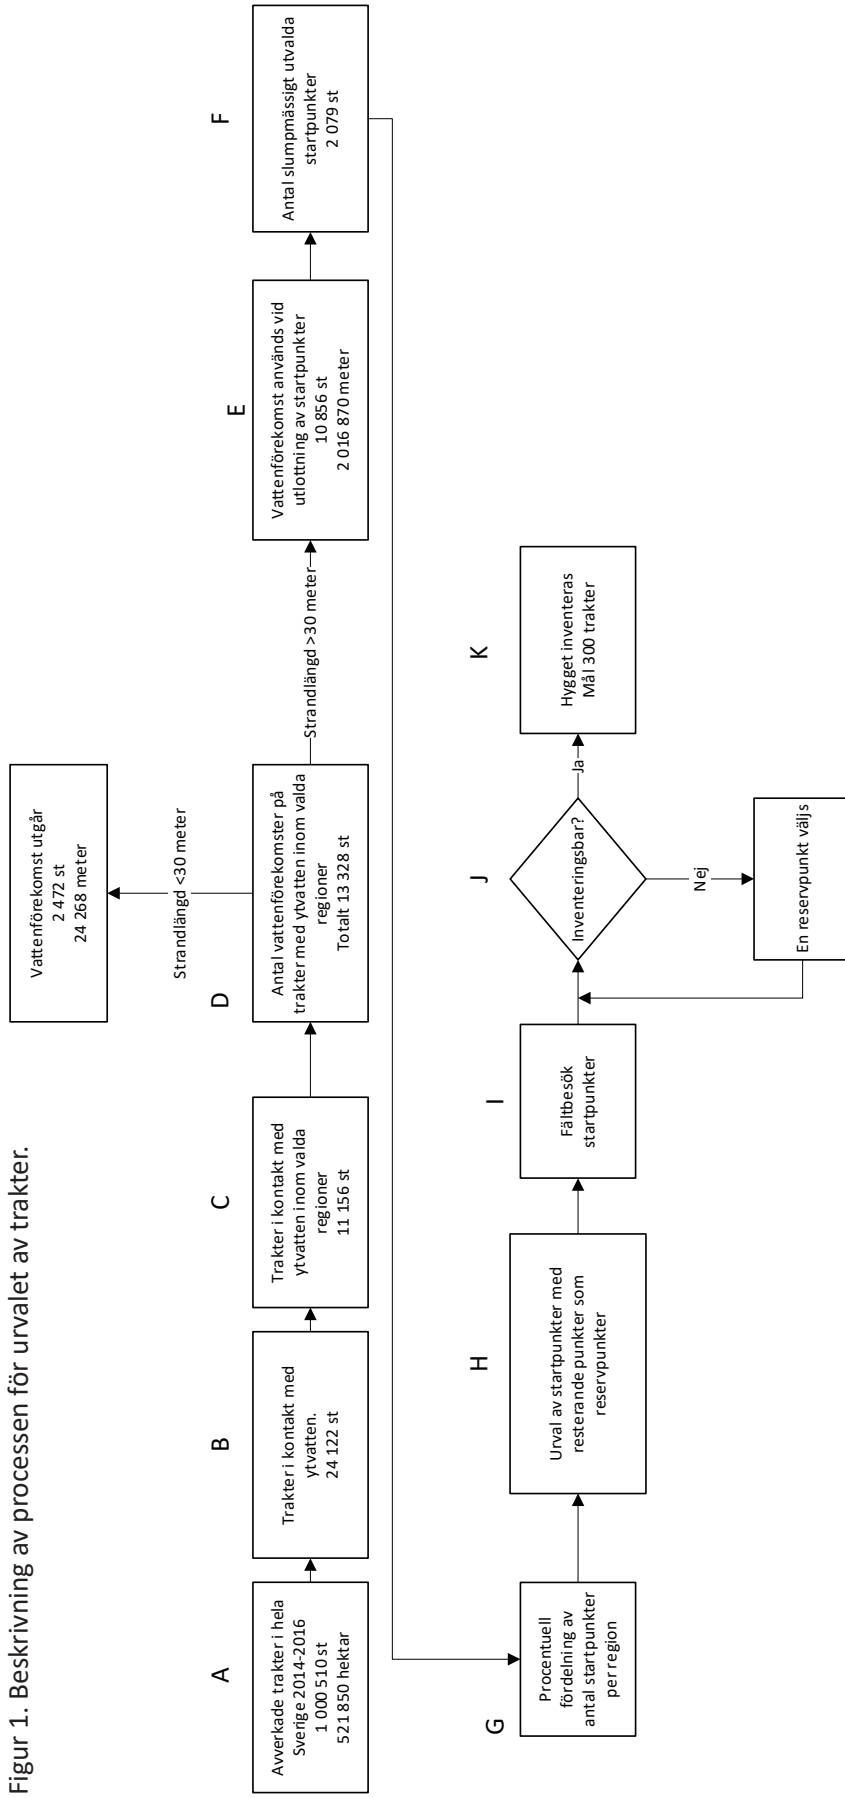 Figur 1. Beskrivning av processen för urvalet av trakter.
A
Avverkade trakter i hela
Sverige 2014-2016
1 000 510 st
521 850 hektar
B
Trakter i kontakt med
ytvatten.
24 122 st
C
Trakter i kontakt med
ytvatten inom valda
regioner
11 156 st
D
Antal vattenförekomster på
trakter med ytvatten inom valda
regioner
Totalt 13 328 st
Strandlängd <30 meter
Vattenförekomst utgår
2 472 st
24 268 meter
Strandlängd >30 meter
E
Vattenförekomst används vid
utlottning av startpunkter
10 856 st
2 016 870 meter
F
Antal slumpmässigt utvalda
startpunkter
2 079 st
G
Procentuell
fördelning av
antal startpunkter
per region
H
Urval av startpunkter med
resterande punkter som
reservpunkter
I
Fältbesök
startpunkter
J
Inventeringsbar?
Ja
Nej
En reservpunkt väljs
K
Hygget inventeras
Mål 300 trakter